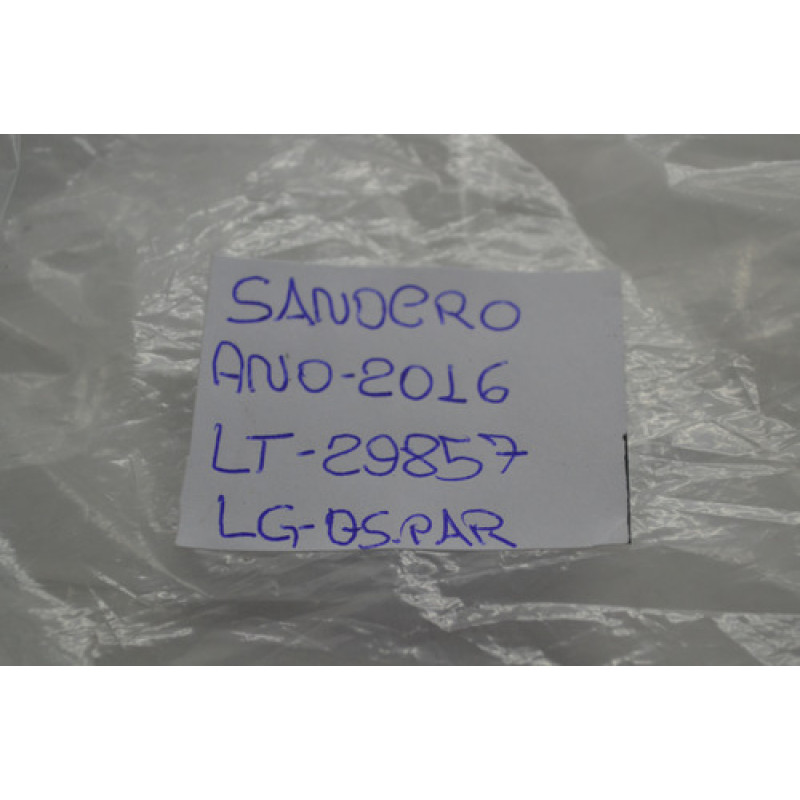 SANDERO
ANO-2016
LT-29857
LG-DS.PAR